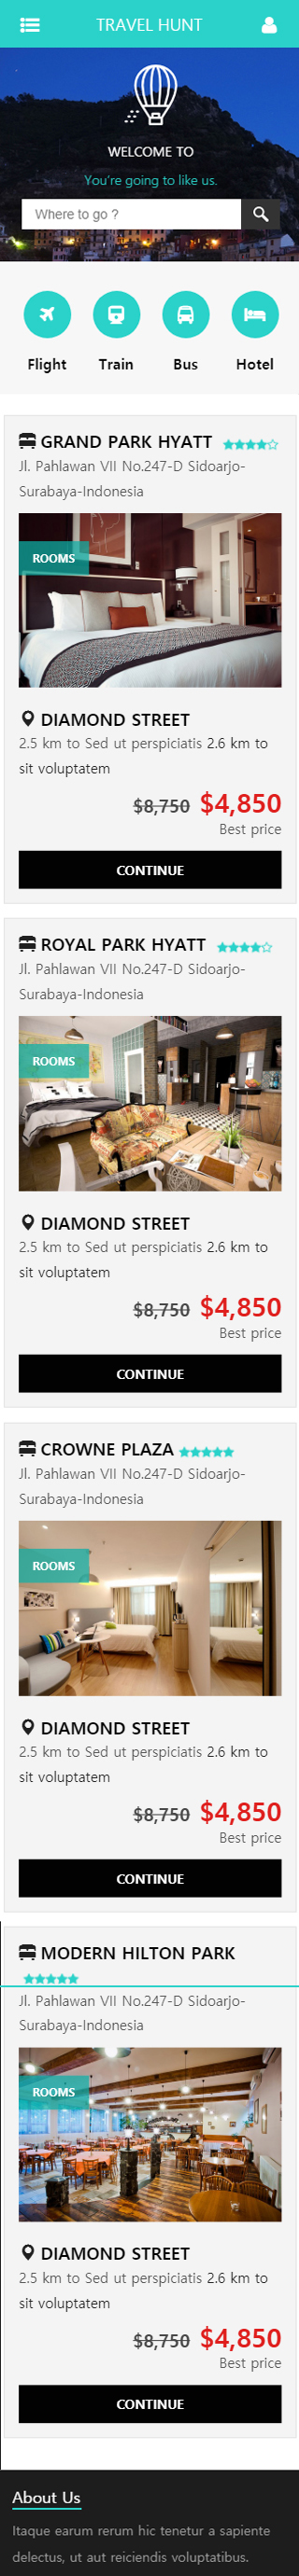 TRAVEL HUNT
WELCOME TO
You're going to like us.
Where to go ?
Flight Train Bus Hotel
GRAND PARK HYATT
Jl. Pahlawan VII No.247-D Sidoarjo-
Surabaya-Indonesia
ROOMS
DIAMOND STREET
2.5 km to Sed ut perspiciatis 2.6 km to
sit voluptatem
$8,750 $4,850
Best price
CONTINUE
ROYAL PARK HYATT
Jl. Pahlawan VII No.247-D Sidoarjo-
Surabaya-Indonesia
ROOMS
DIAMOND STREET
2.5 km to Sed ut perspiciatis 2.6 km to
sit voluptatem
$8,750 $4,850
Best price
CONTINUE
CROWNE PLAZA
Jl. Pahlawan VII No.247-D Sidoarjo-
Surabaya-Indonesia
ROOMS
DIAMOND STREET
2.5 km to Sed ut perspiciatis 2.6 km to
sit voluptatem
$8,750 $4,850
Best price
CONTINUE
MODERN HILTON PARK
Jl. Pahlawan VII No.247-D Sidoarjo-
Surabaya-Indonesia
ROOMS
DIAMOND STREET
2.5 km to Sed ut perspiciatis 2.6 km to
sit voluptatem
$8,750 $4,850
Best price
CONTINUE
About Us
Itaque earum rerum hic tenetur a sapiente
delectus, ut aut reiciendis voluptatibus.